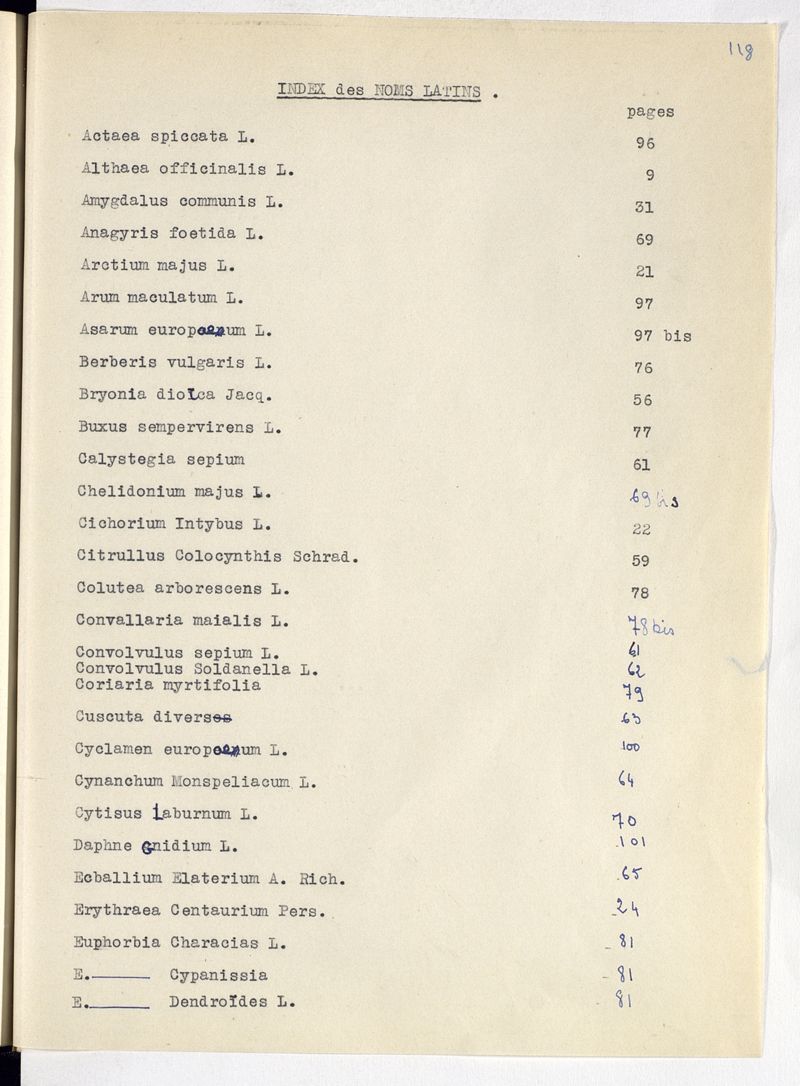 118
INDEX des NOMS LATINS .
pages
Actaea spiccata L. 96
Althaea officinalis L. 9
Amygdalus communis L. 31
Anagyris foetida L. 69
Arctium majus L. 21
Arum maculatum L. 97
Asarum europaeum L. 97 bis
Berberis vulgaris L. 76
Bryonia dioïca Jacq. 56
Buxus sempervirens L. 77
Calystegia sepium 61
Chelidonium majus L. 69 bis
Cichorium Intybus L. 22
Citrullus Colocynthis Schrad. 59
Colutea arborescens L. 78
Convallaria maialis L. 78 bis
Convolvulus sepium L. 61
Convolvulus Soldanella L. 62
Coriaria myrtifolia 79
Cuscuta divers 63
Cyclamen europaeum L. 100
Cynanchum Monspeliacum L. 64
Cytisus Laburnum L. 70
Daphne Gnidium L. 101
Ecballium Elaterium A. Rich. 65
Erythraea Centaurium Pers. 24
Euphorbia Characias L. 81
E.______ Cypanissia 81
E.______ Dendroïdes L. 81